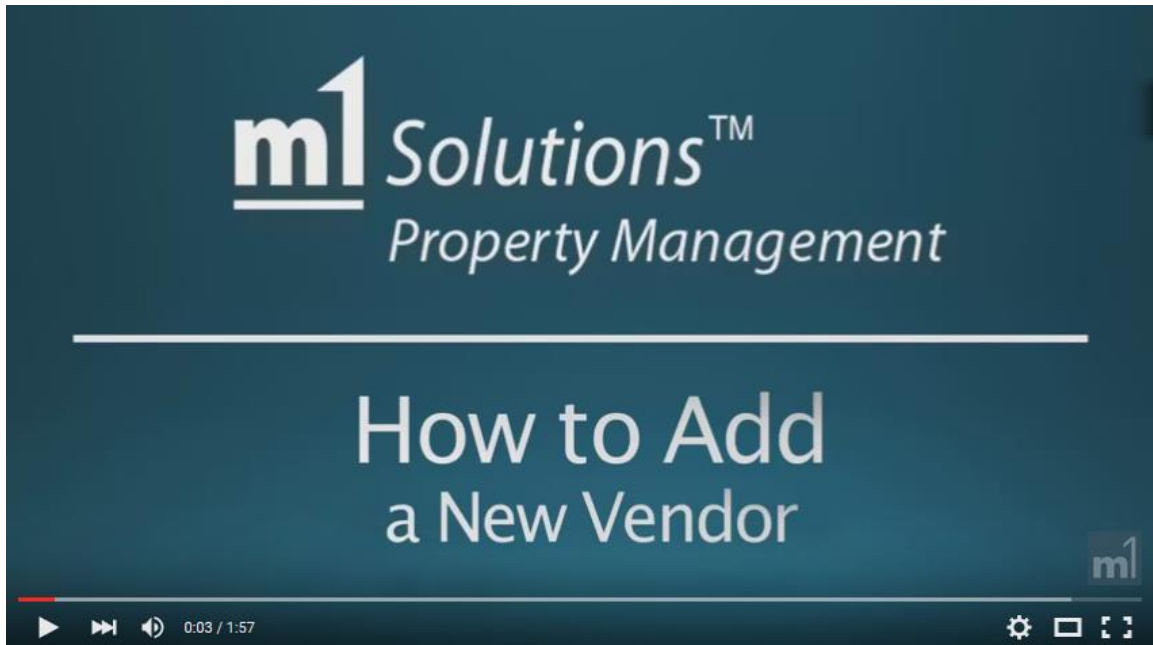 m1 Solutions™
Property Management
How to Add
a New Vendor
m1
0:03 / 1:57